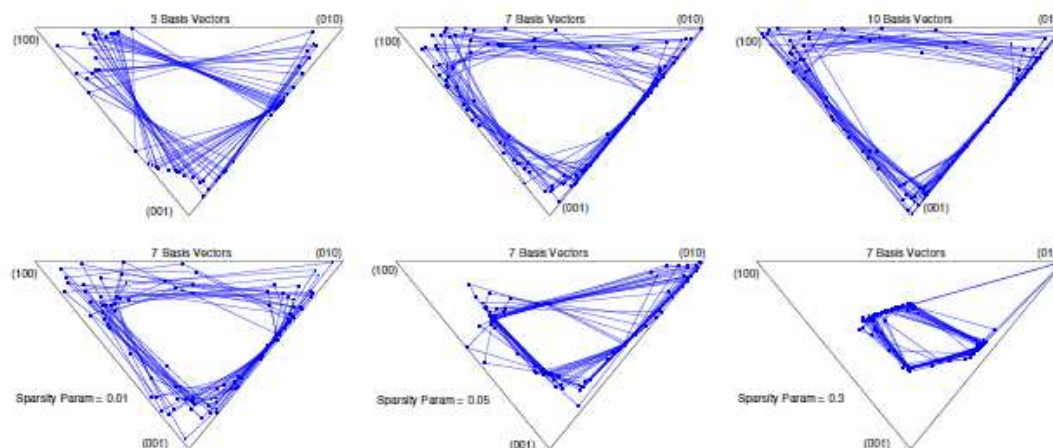 3 Basis Vectors
(010)
(100)
(001)
7 Basis Vectors
(010)
(100)
(001)
10 Basis Vectors
(01
(100)
(001)
7 Basis Vectors
(010)
(100)
Sparsity Param = 0.01
(001)
7 Basis Vectors
(010)
(100)
Sparsity Param = 0.05
(001)
7 Basis Vectors
(01
(100)
Sparsity Param = 0.3
(001)